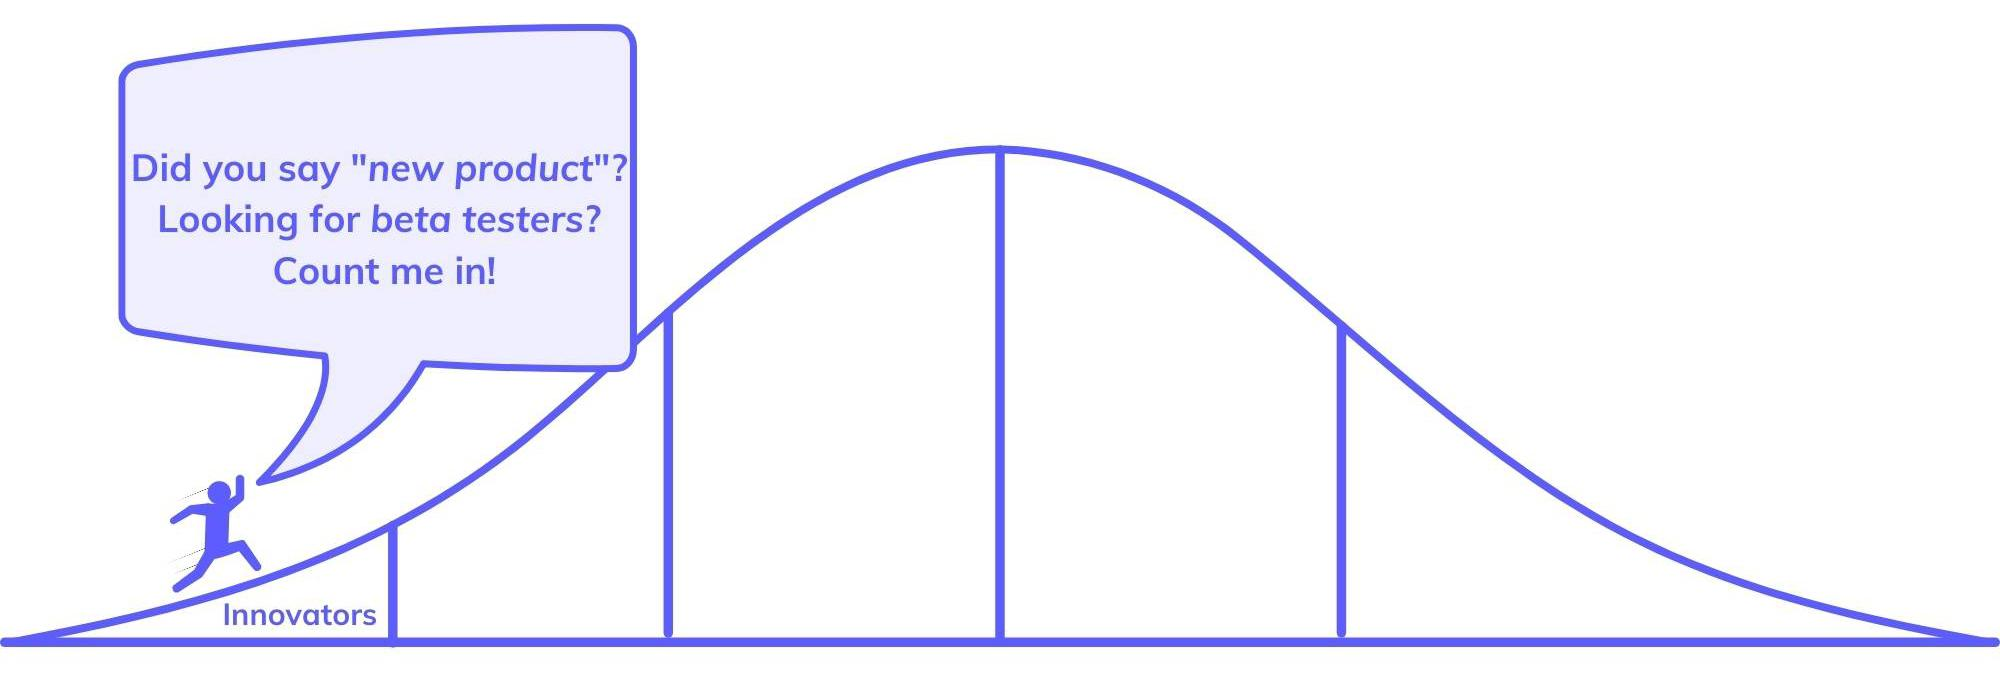 Did you say "new product"?
Looking for beta testers?
Count me in!
Innovators